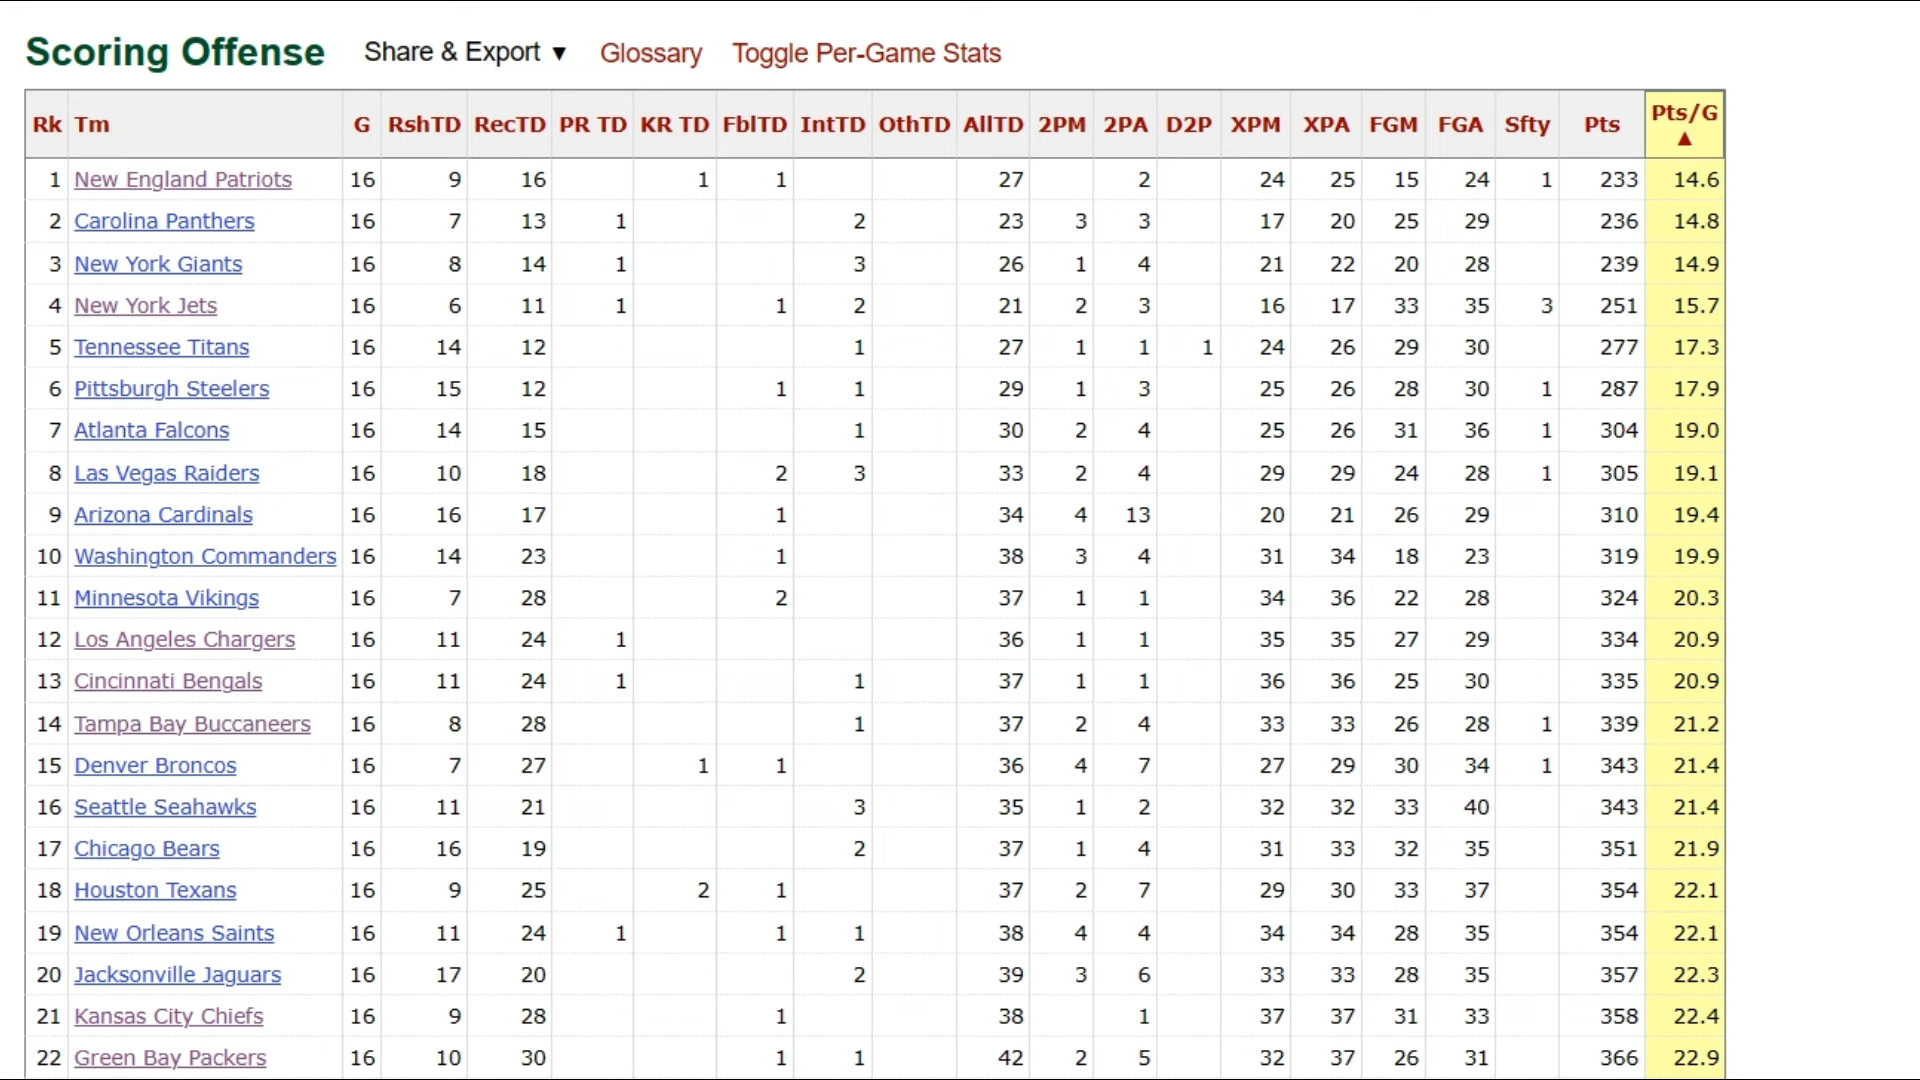 Scoring Offense Share & Export ▼ Glossary Toggle Per-Game Stats
Rk Tm G RshTD RecTD PR TD KR TD FblTD IntTD OthTD AllTD 2PM 2PA D2P XPM XPA FGM FGA Sfty Pts Pts/G ▲
1 New England Patriots 16 9 16 1 1 27 2 24 25 15 24 1 233 14.6
2 Carolina Panthers 16 7 13 1 2 23 3 3 17 20 25 29 236 14.8
3 New York Giants 16 8 14 1 3 26 1 4 21 22 20 28 239 14.9
4 New York Jets 16 6 11 1 1 2 21 2 3 16 17 33 35 3 251 15.7
5 Tennessee Titans 16 14 12 1 27 1 1 1 24 26 29 30 277 17.3
6 Pittsburgh Steelers 16 15 12 1 1 29 1 3 25 26 28 30 1 287 17.9
7 Atlanta Falcons 16 14 15 1 30 2 4 25 26 31 36 1 304 19.0
8 Las Vegas Raiders 16 10 18 2 3 33 2 4 29 29 24 28 1 305 19.1
9 Arizona Cardinals 16 16 17 1 34 4 13 20 21 26 29 310 19.4
10 Washington Commanders 16 14 23 1 38 3 4 31 34 18 23 319 19.9
11 Minnesota Vikings 16 7 28 2 37 1 1 34 36 22 28 324 20.3
12 Los Angeles Chargers 16 11 24 1 36 1 1 35 35 27 29 334 20.9
13 Cincinnati Bengals 16 11 24 1 1 37 1 1 36 36 25 30 335 20.9
14 Tampa Bay Buccaneers 16 8 28 1 37 2 4 33 33 26 28 1 339 21.2
15 Denver Broncos 16 7 27 1 1 36 4 7 27 29 30 34 1 343 21.4
16 Seattle Seahawks 16 11 21 3 35 1 2 32 32 33 40 343 21.4
17 Chicago Bears 16 16 19 2 37 1 4 31 33 32 35 351 21.9
18 Houston Texans 16 9 25 2 1 37 2 7 29 30 33 37 354 22.1
19 New Orleans Saints 16 11 24 1 1 1 38 4 4 34 34 28 35 354 22.1
20 Jacksonville Jaguars 16 17 20 2 39 3 6 33 33 28 35 357 22.3
21 Kansas City Chiefs 16 9 28 1 38 1 37 37 31 33 358 22.4
22 Green Bay Packers 16 10 30 1 1 42 2 5 32 37 26 31 366 22.9